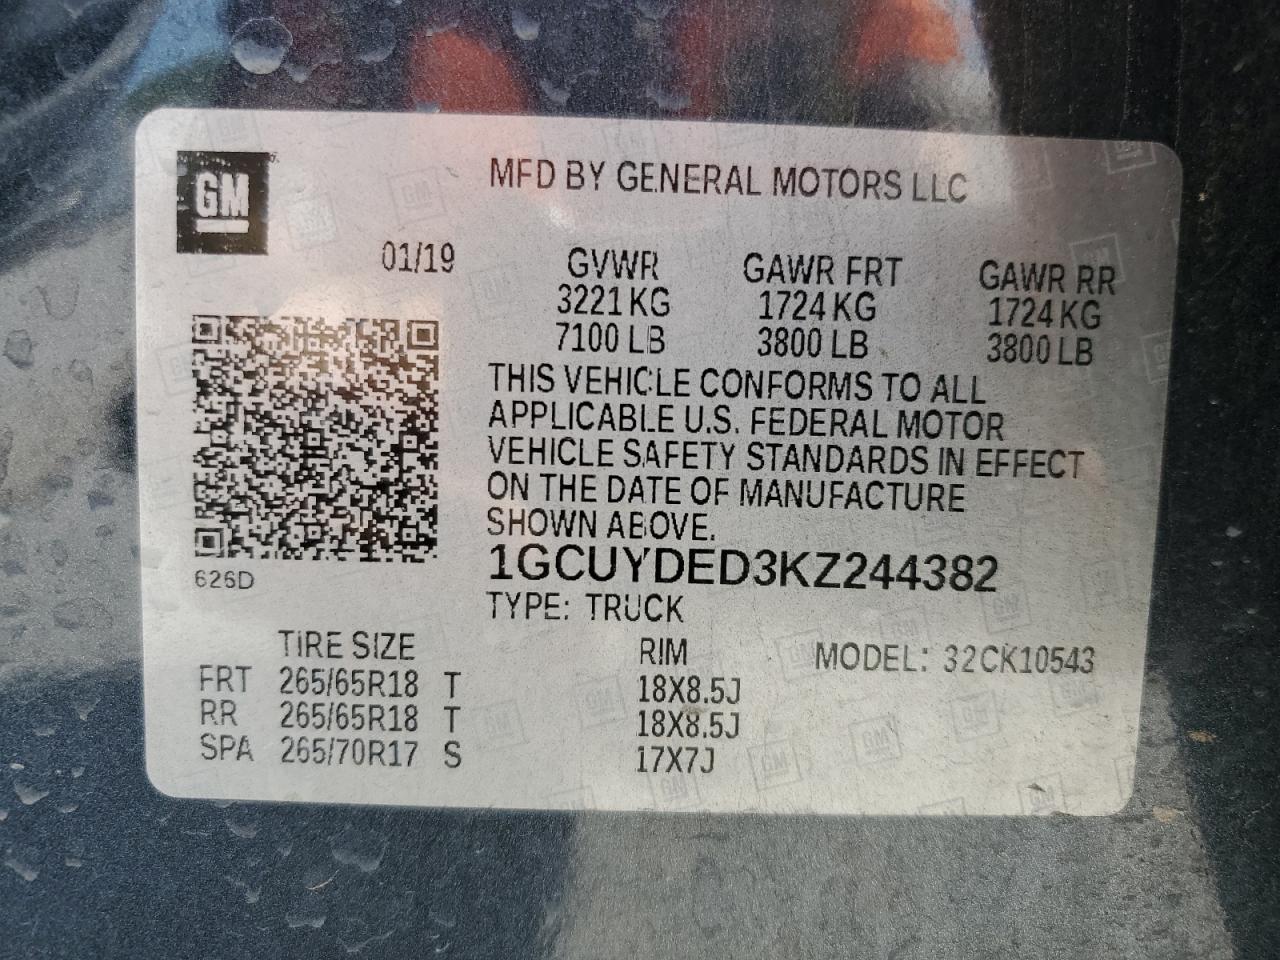 GM
MFD BY GENERAL MOTORS LLC
01/19
GVWR GAWR FRT GAWR RR
3221 KG 1724 KG 1724 KG
7100 LB 3800 LB 3800 LB
THIS VEHICLE CONFORMS TO ALL
APPLICABLE U.S. FEDERAL MOTOR
VEHICLE SAFETY STANDARDS IN EFFECT
ON THE DATE OF MANUFACTURE
SHOWN ABOVE.
626D
1GCUYDED3KZ244382
TYPE: TRUCK
TIRE SIZE RIM MODEL: 32CK10543
FRT 265/65R18 T 18X8.5J
RR 265/65R18 T 18X8.5J
SPA 265/70R17 S 17X7J